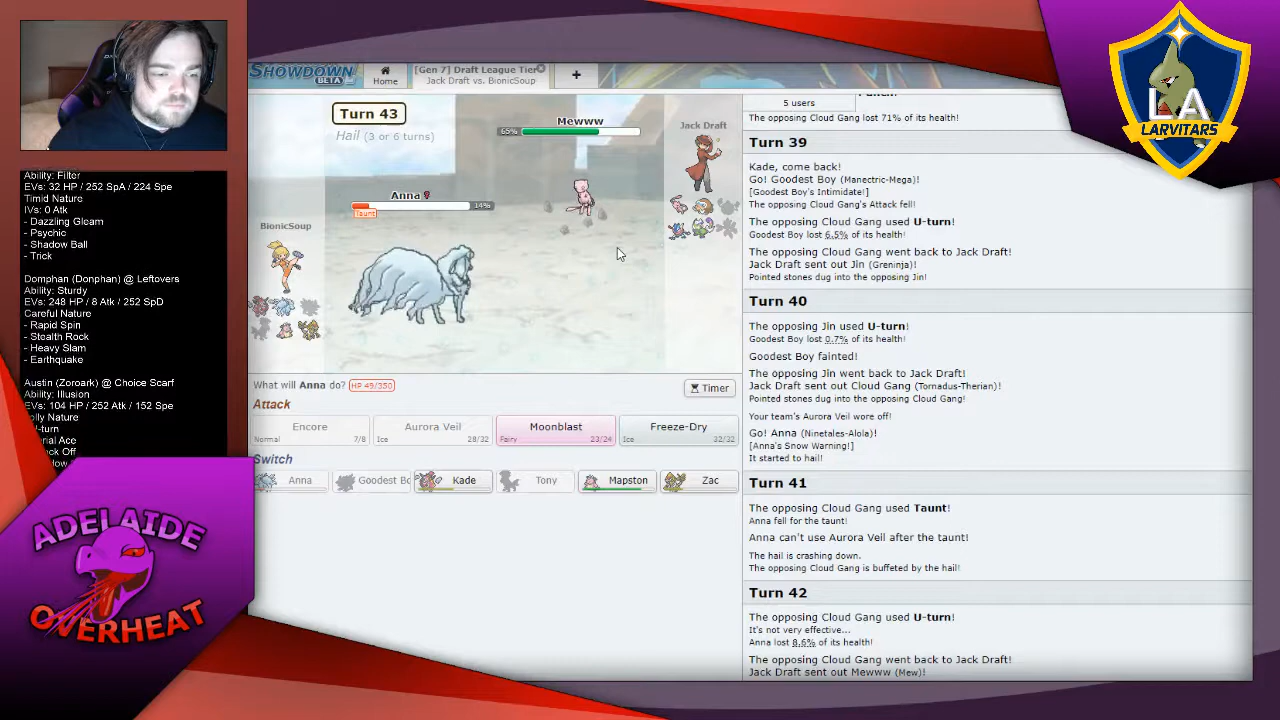 Ability: Filter
EVs: 32 HP / 252 SpA / 224 Spe
Timid Nature
IVs: 0 Atk
- Dazzling Gleam
- Psychic
- Shadow Ball
- Trick
Domphan (Donphan) @ Leftovers
Ability: Sturdy
EVs: 248 HP / 8 Atk / 252 SpD
Careful Nature
- Rapid Spin
- Stealth Rock
- Heavy Slam
- Earthquake
Austin (Zoroark) @ Choice Scarf
Ability: Illusion
EVs: 104 HP / 252 Atk / 152 Spe
ADELAIDE
OVERHEAT
SHOWDOWN
BETA
Home
[Gen 7] Draft League Tier
Jack Draft vs. BionicSoup
+
Turn 43
Hail (3 or 6 turns)
Mewww
65%
Jack Draft
Anna
14%
Taunt
BionicSoup
What will Anna do? HP 49/350
Timer
Attack
Encore
Normal 7/8
Aurora Veil
Ice 28/32
Moonblast
Fairy 23/24
Freeze-Dry
Ice 32/32
Switch
Anna
Goodest Bo
Kade
Tony
Mapston
Zac
5 users
The opposing Cloud Gang lost 71% of its health!
Turn 39
Kade, come back!
Go! Goodest Boy (Manectric-Mega)!
[Goodest Boy's Intimidate!]
The opposing Cloud Gang's Attack fell!
The opposing Cloud Gang used U-turn!
Goodest Boy lost 6.5% of its health!
The opposing Cloud Gang went back to Jack Draft!
Jack Draft sent out Jin (Greninja)!
Pointed stones dug into the opposing Jin!
Turn 40
The opposing Jin used U-turn!
Goodest Boy lost 0.7% of its health!
Goodest Boy fainted!
The opposing Jin went back to Jack Draft!
Jack Draft sent out Cloud Gang (Tornadus-Therian)!
Pointed stones dug into the opposing Cloud Gang!
Your team's Aurora Veil wore off!
Go! Anna (Ninetales-Alola)!
[Anna's Snow Warning!]
It started to hail!
Turn 41
The opposing Cloud Gang used Taunt!
Anna fell for the taunt!
Anna can't use Aurora Veil after the taunt!
The hail is crashing down.
The opposing Cloud Gang is buffeted by the hail!
Turn 42
The opposing Cloud Gang used U-turn!
It's not very effective...
Anna lost 8.6% of its health!
The opposing Cloud Gang went back to Jack Draft!
Jack Draft sent out Mewww (Mew)!
LA
LARVITARS